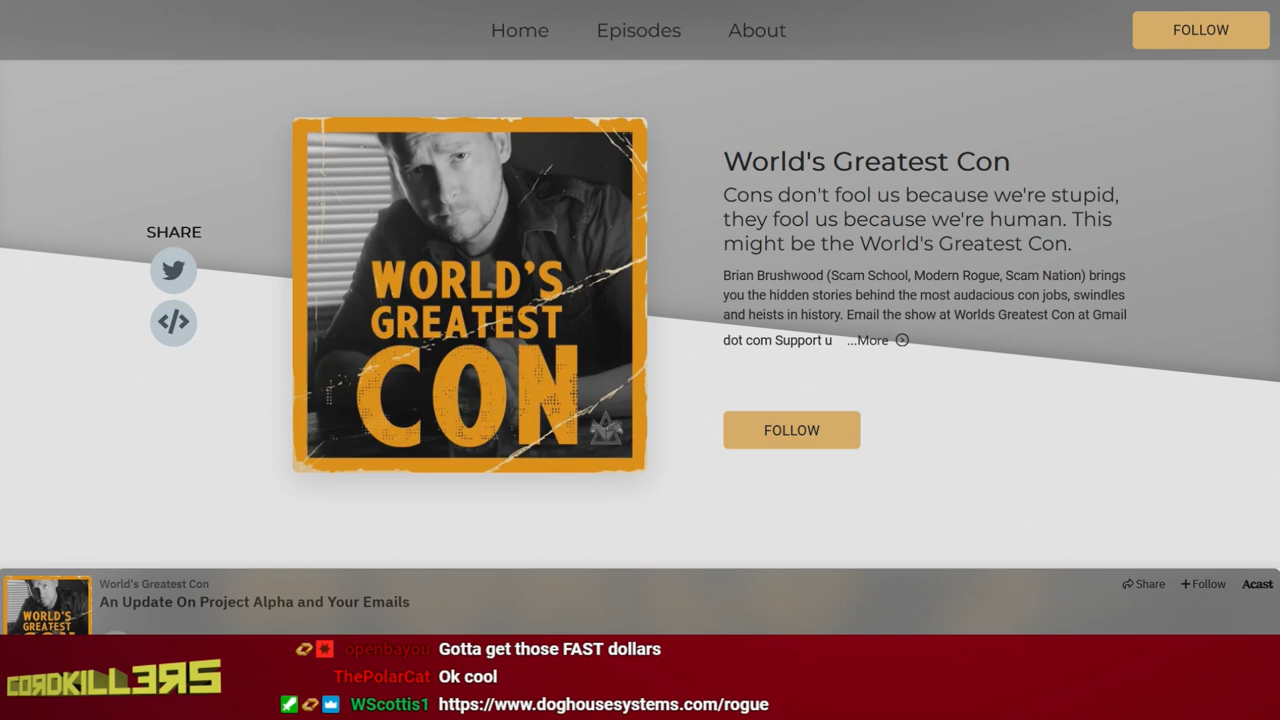 Home Episodes About
FOLLOW
SHARE
WORLD'S
GREATEST
CON
World's Greatest Con
Cons don't fool us because we're stupid,
they fool us because we're human. This
might be the World's Greatest Con.
Brian Brushwood (Scam School, Modern Rogue, Scam Nation) brings
you the hidden stories behind the most audacious con jobs, swindles
and heists in history. Email the show at Worlds Greatest Con at Gmail
dot com Support u ...More
FOLLOW
WORLD'S
GREATEST
World's Greatest Con
An Update On Project Alpha and Your Emails
Share Follow Acast
CORDKILLERS
openbayou Gotta get those FAST dollars
ThePolarCat Ok cool
WScottis1 https://www.doghousesystems.com/rogue